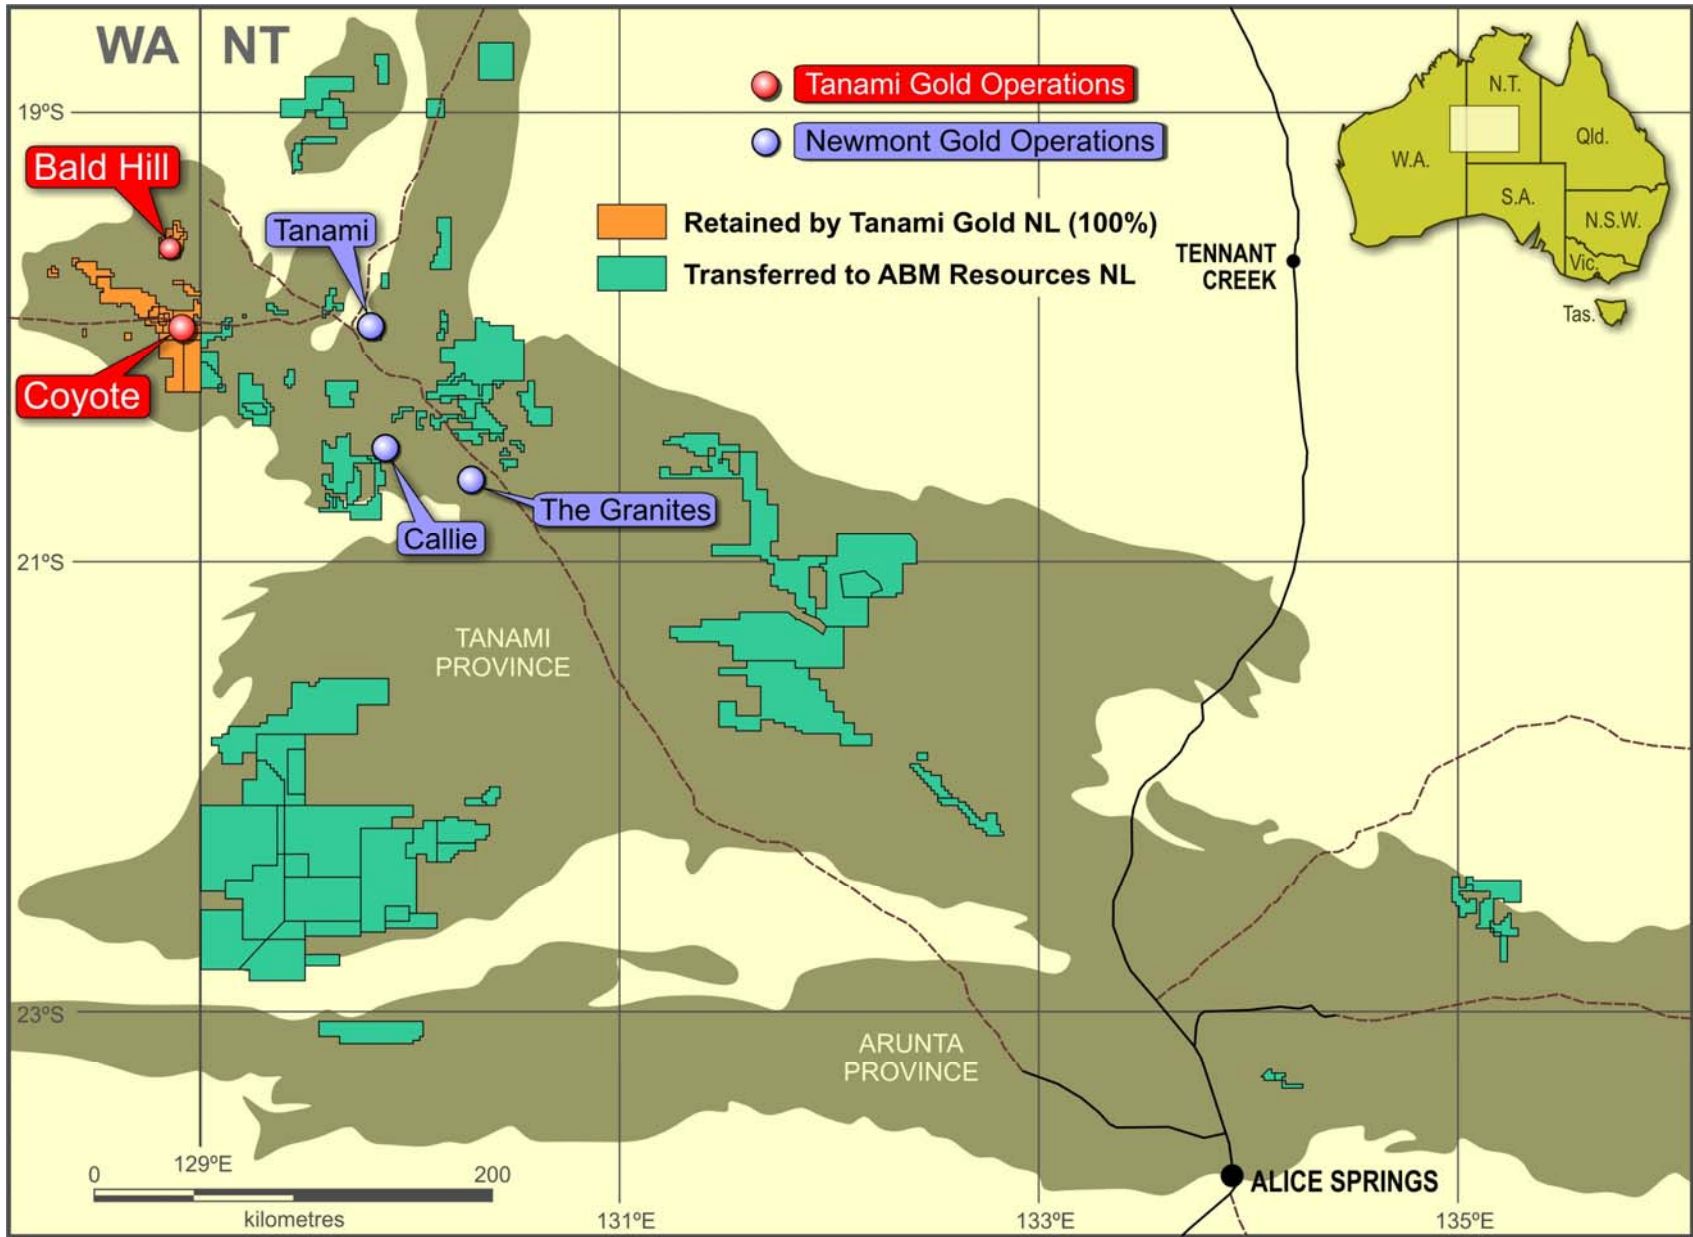 WA NT
19ºS
Bald Hill
Tanami
Coyote
Callie
The Granites
Tanami Gold Operations
Newmont Gold Operations
Retained by Tanami Gold NL (100%)
Transferred to ABM Resources NL
TENNANT
CREEK
N.T.
W.A.
Qld.
S.A.
N.S.W.
Vic.
Tas.
21ºS
TANAMI
PROVINCE
23ºS
ARUNTA
PROVINCE
ALICE SPRINGS
129ºE
0 200
kilometres
131ºE
133ºE
135ºE